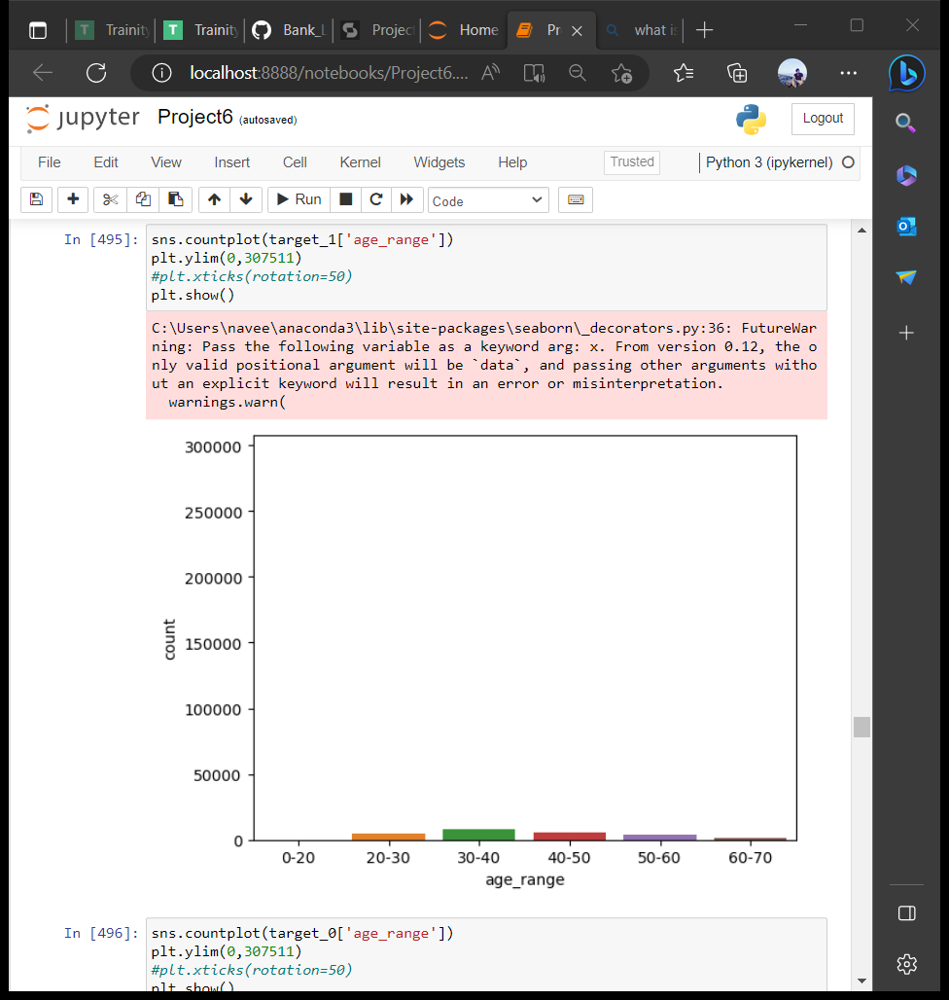 Trainity
Trainity
Bank_L
Project
Home
Pr
what is
localhost:8888/notebooks/Project6....
jupyter Project6 (autosaved)
Logout
File Edit View Insert Cell Kernel Widgets Help
Trusted
Python 3 (ipykernel)
Run
Code
In [495]:
sns.countplot(target_1['age_range'])
plt.ylim(0,307511)
#plt.xticks(rotation=50)
plt.show()
C:\Users\navee\anaconda3\lib\site-packages\seaborn\_decorators.py:36: FutureWar
ning: Pass the following variable as a keyword arg: x. From version 0.12, the o
nly valid positional argument will be `data`, and passing other arguments witho
ut an explicit keyword will result in an error or misinterpretation.
warnings.warn(
300000
250000
200000
150000
100000
50000
0
count
0-20 20-30 30-40 40-50 50-60 60-70
age_range
In [496]:
sns.countplot(target_0['age_range'])
plt.ylim(0,307511)
#plt.xticks(rotation=50)
plt.show()